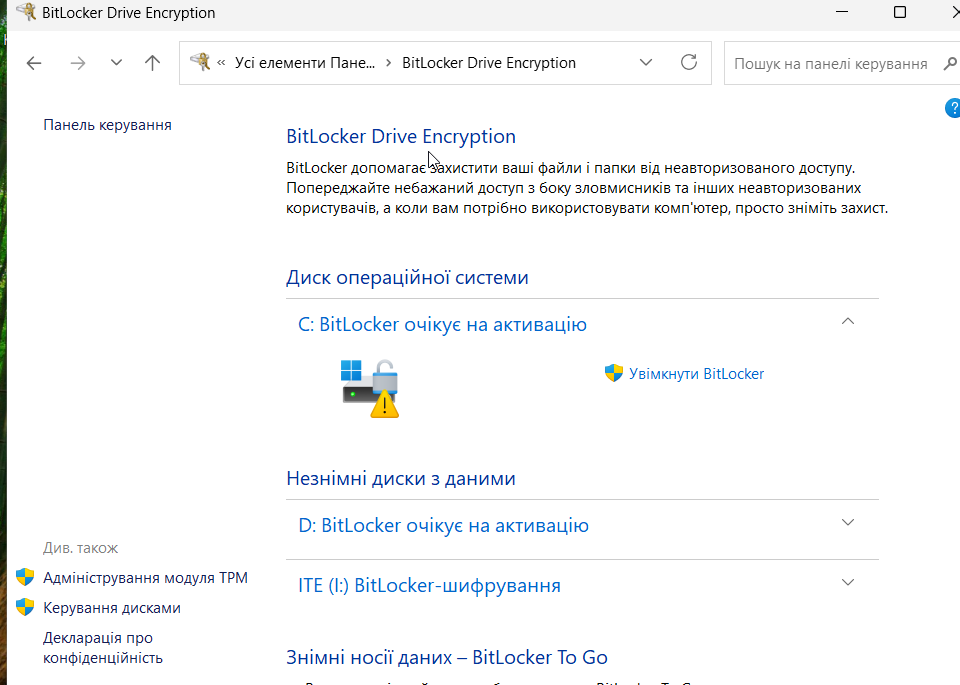 BitLocker Drive Encryption
« Усі елементи Пане... › BitLocker Drive Encryption
Пошук на панелі керування
Панель керування
BitLocker Drive Encryption
BitLocker допомагає захистити ваші файли і папки від неавторизованого доступу.
Попереджайте небажаний доступ з боку зловмисників та інших неавторизованих
користувачів, а коли вам потрібно використовувати комп'ютер, просто зніміть захист.
Диск операційної системи
C: BitLocker очікує на активацію
Увімкнути BitLocker
Незнімні диски з даними
D: BitLocker очікує на активацію
ITE (I:) BitLocker-шифрування
Знімні носії даних – BitLocker To Go
Див. також
Адміністрування модуля TPM
Керування дисками
Декларація про
конфіденційність